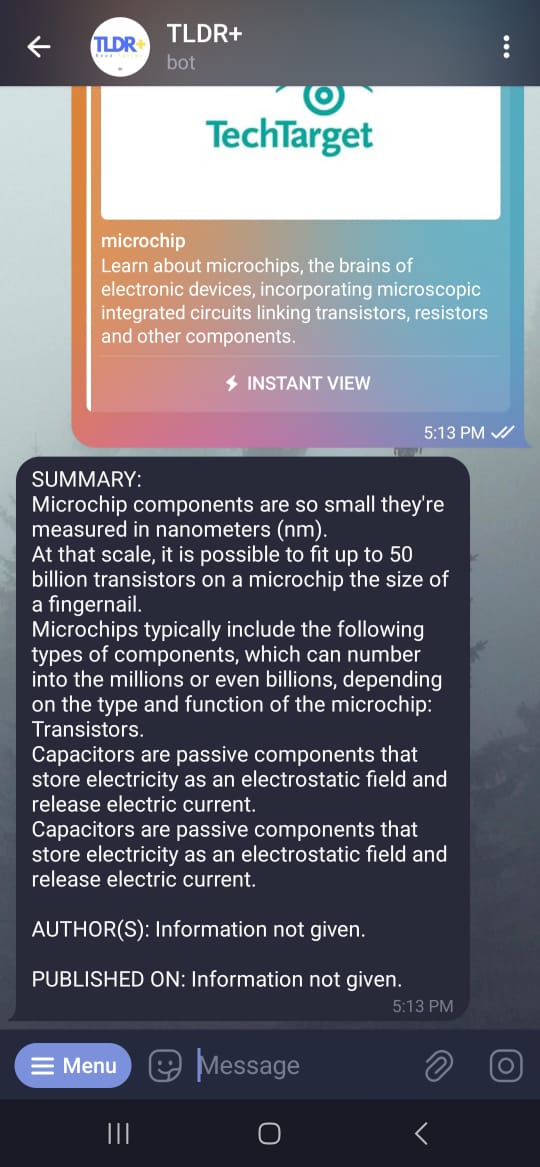 TLDR+
TLDR+
bot
TechTarget
microchip
Learn about microchips, the brains of
electronic devices, incorporating microscopic
integrated circuits linking transistors, resistors
and other components.
INSTANT VIEW
5:13 PM
SUMMARY:
Microchip components are so small they're
measured in nanometers (nm).
At that scale, it is possible to fit up to 50
billion transistors on a microchip the size of
a fingernail.
Microchips typically include the following
types of components, which can number
into the millions or even billions, depending
on the type and function of the microchip:
Transistors.
Capacitors are passive components that
store electricity as an electrostatic field and
release electric current.
Capacitors are passive components that
store electricity as an electrostatic field and
release electric current.
AUTHOR(S): Information not given.
PUBLISHED ON: Information not given.
5:13 PM
Menu
Message